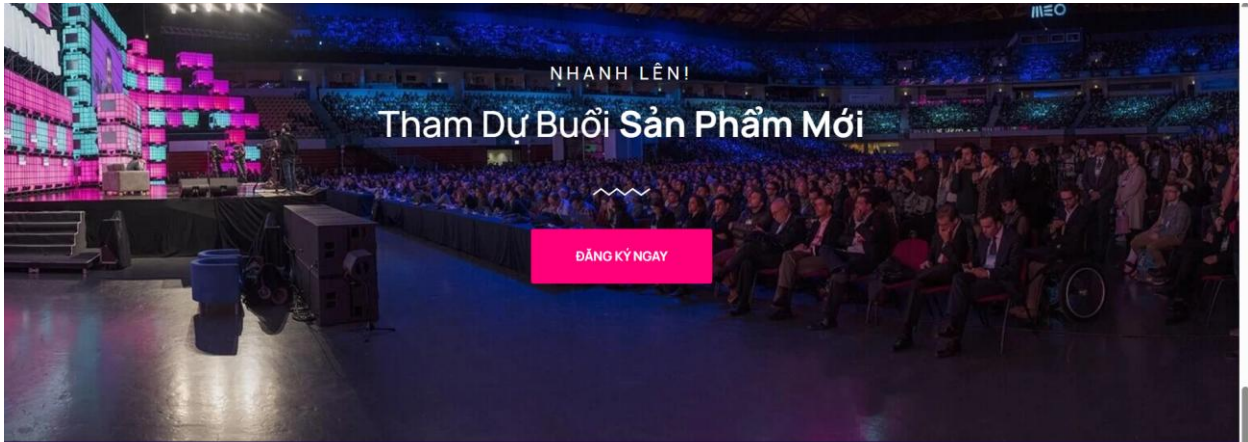 MEO
NHANH LÊN!
Tham Dự Buổi Sản Phẩm Mới
ĐĂNG KÝ NGAY